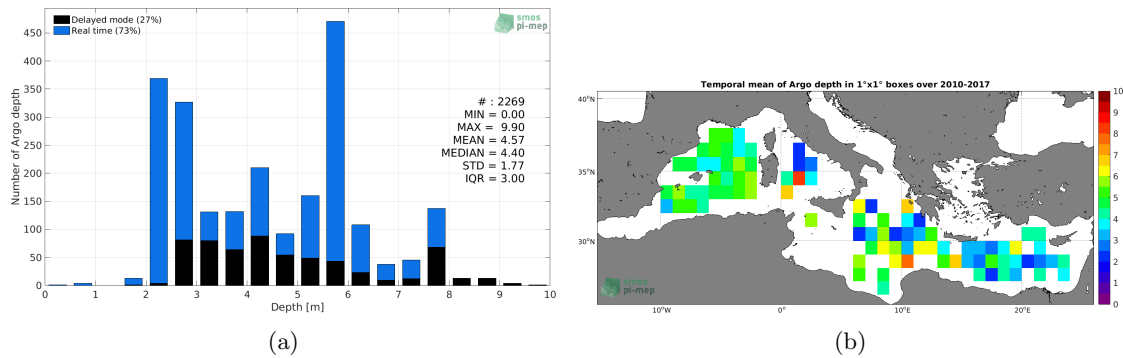 Delayed mode (27%)
Real time (73%)
smos
pi-mep
Number of Argo depth
450
400
350
300
250
200
150
100
50
0
# : 2269
MIN = 0.00
MAX = 9.90
MEAN = 4.57
MEDIAN = 4.40
STD = 1.77
IQR = 3.00
0 1 2 3 4 5 6 7 8 9 10
Depth [m]
(a)
Temporal mean of Argo depth in 1°x1° boxes over 2010-2017
40°N
35°N
30°N
10°W 0° 10°E 20°E
10
9
8
7
6
5
4
3
2
1
0
smos
pi-mep
(b)